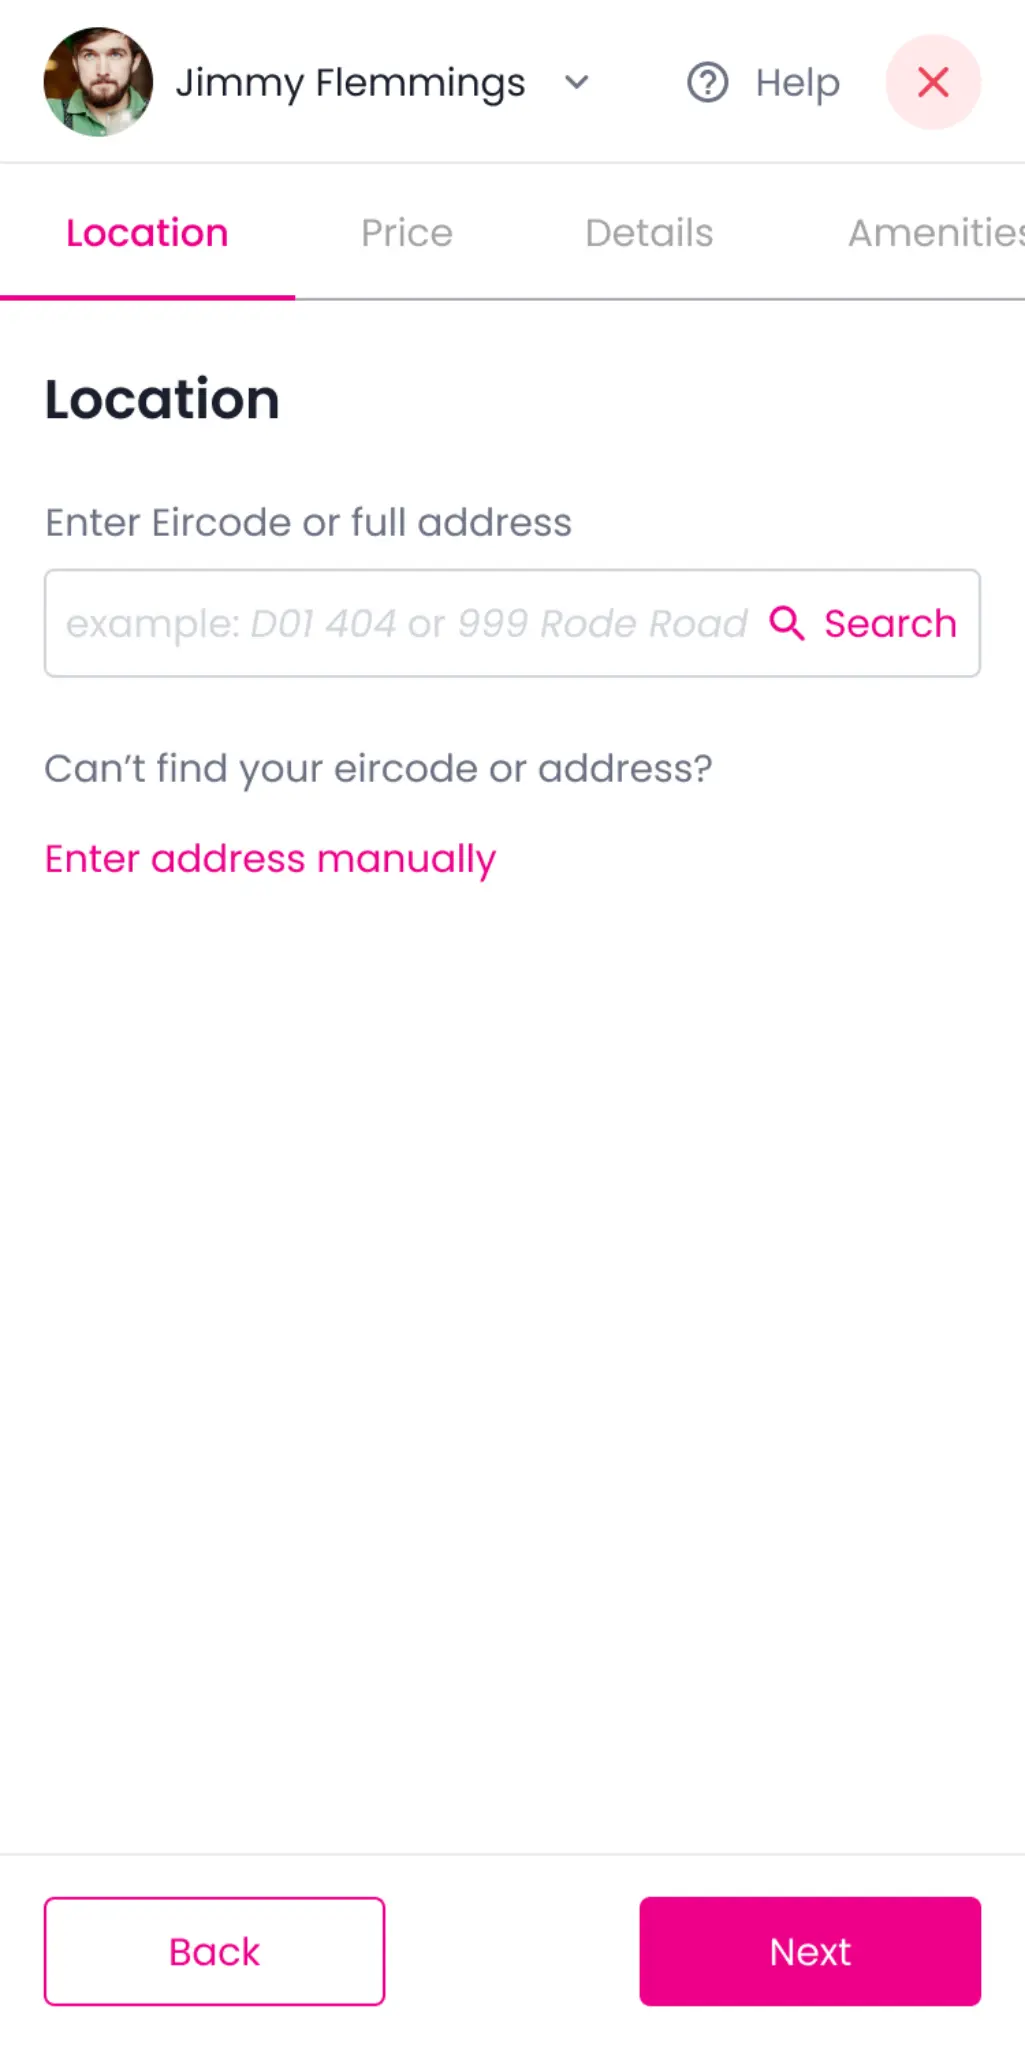 Jimmy Flemmings Help
Location Price Details Amenities
Location
Enter Eircode or full address
example: D01 404 or 999 Rode Road Search
Can’t find your eircode or address?
Enter address manually
Back Next